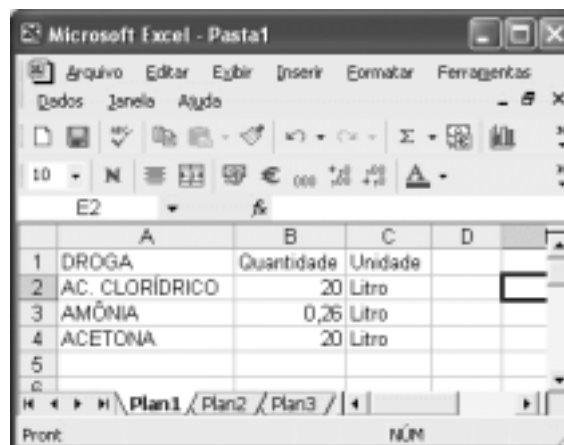 Microsoft Excel - Pasta1
Arquivo Editar Exibir Inserir Formatar Ferramentas
Dados Janela Ajuda
10 N € 000 A
E2 fx
A B C D
1 DROGA Quantidade Unidade
2 AC. CLORÍDRICO 20 Litro
3 AMÔNIA 0,26 Litro
4 ACETONA 20 Litro
5
6
Plan1 Plan2 Plan3
Pront NÚM